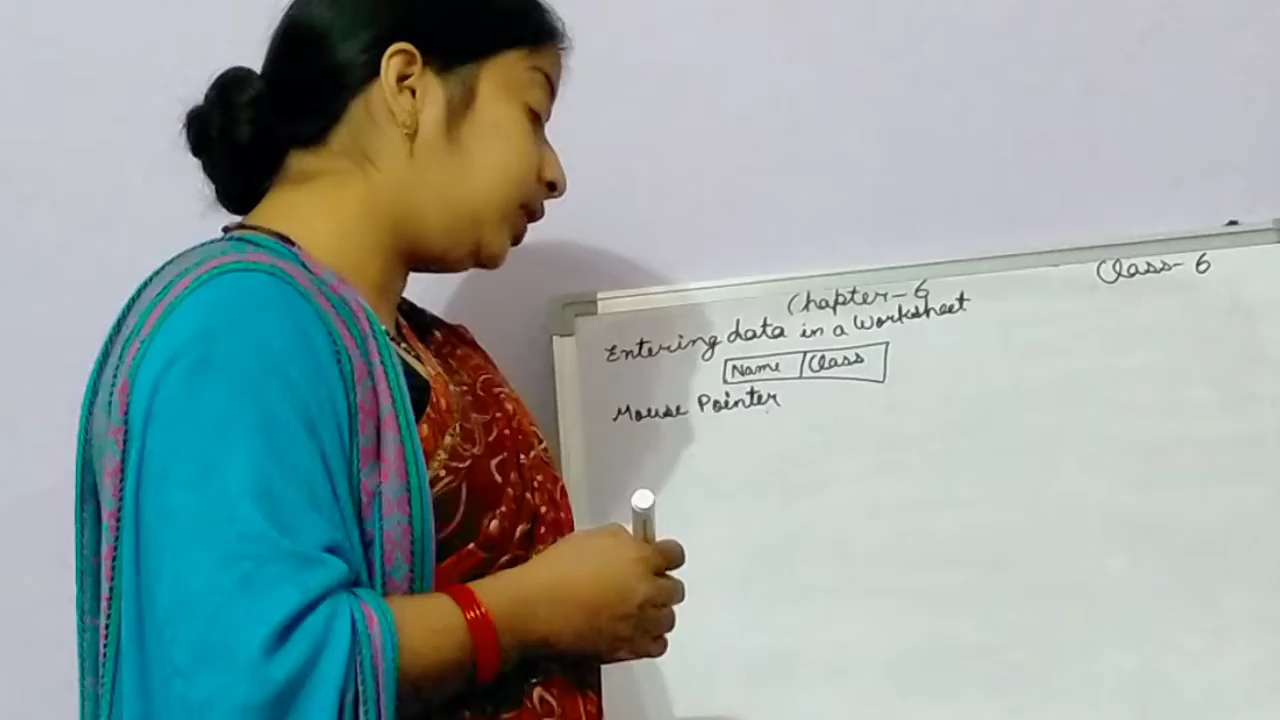 Class-6
Chapter-6
Entering data in a Worksheet
Name Class
Mouse Pointer